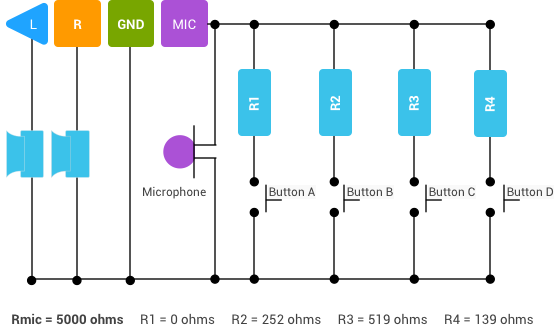 L R GND MIC
R1 R2 R3 R4
Microphone Button A Button B Button C Button D
Rmic = 5000 ohms R1 = 0 ohms R2 = 252 ohms R3 = 519 ohms R4 = 139 ohms